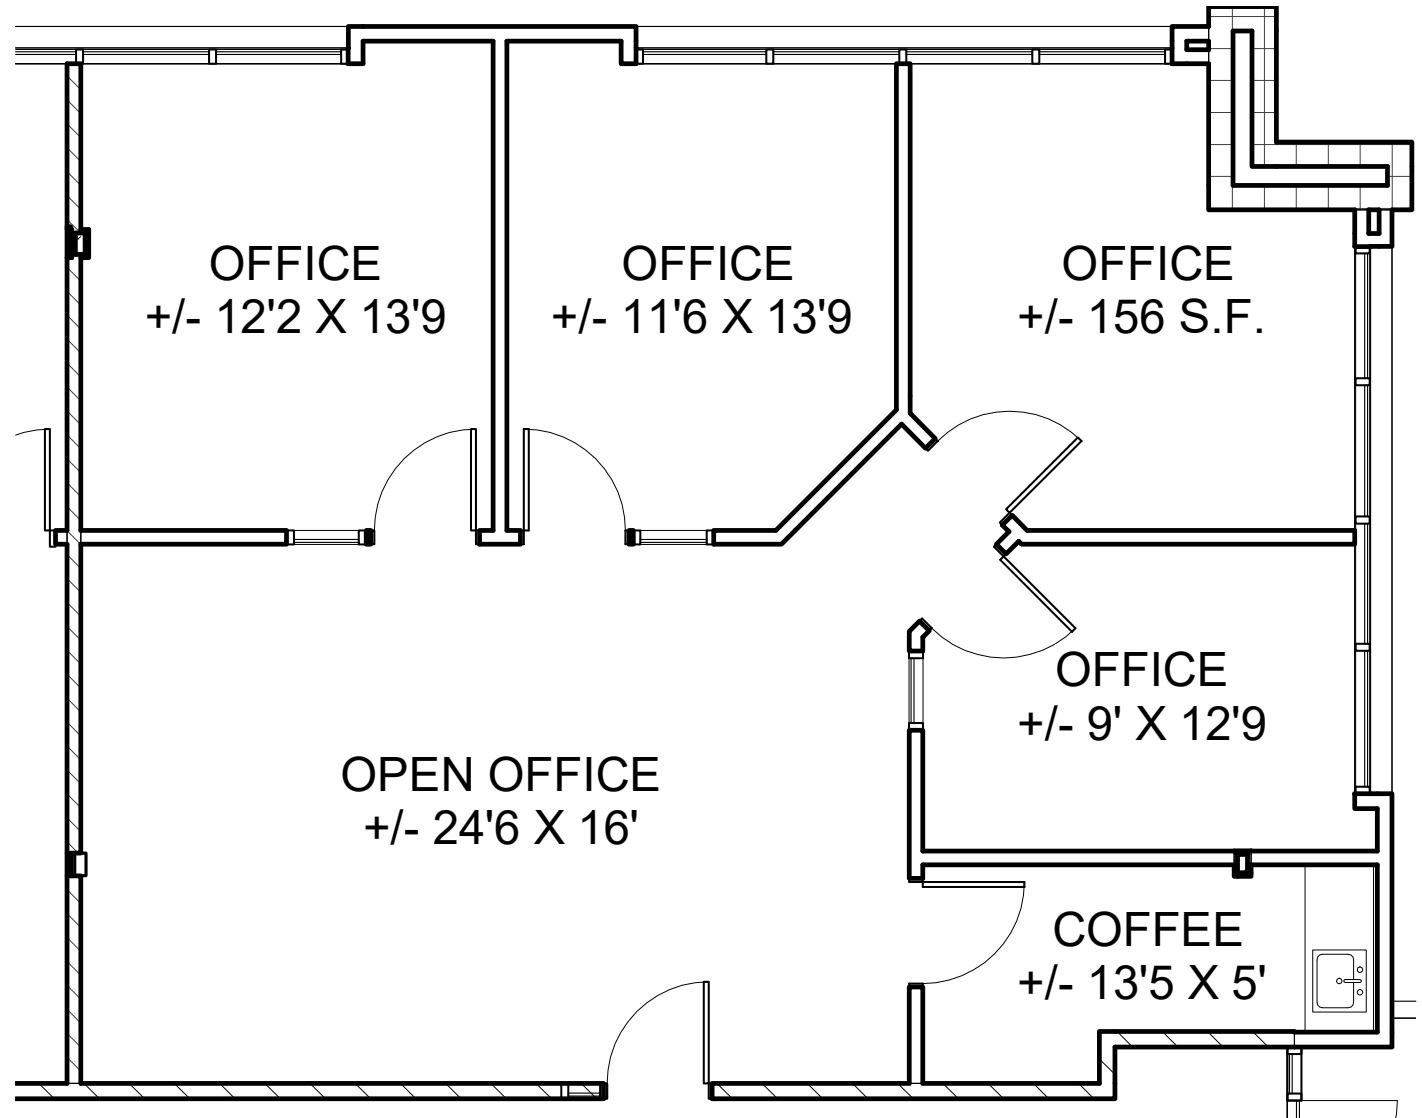 OFFICE
+/- 12'2 X 13'9
OFFICE
+/- 11'6 X 13'9
OFFICE
+/- 156 S.F.
OFFICE
+/- 9' X 12'9
OPEN OFFICE
+/- 24'6 X 16'
COFFEE
+/- 13'5 X 5'